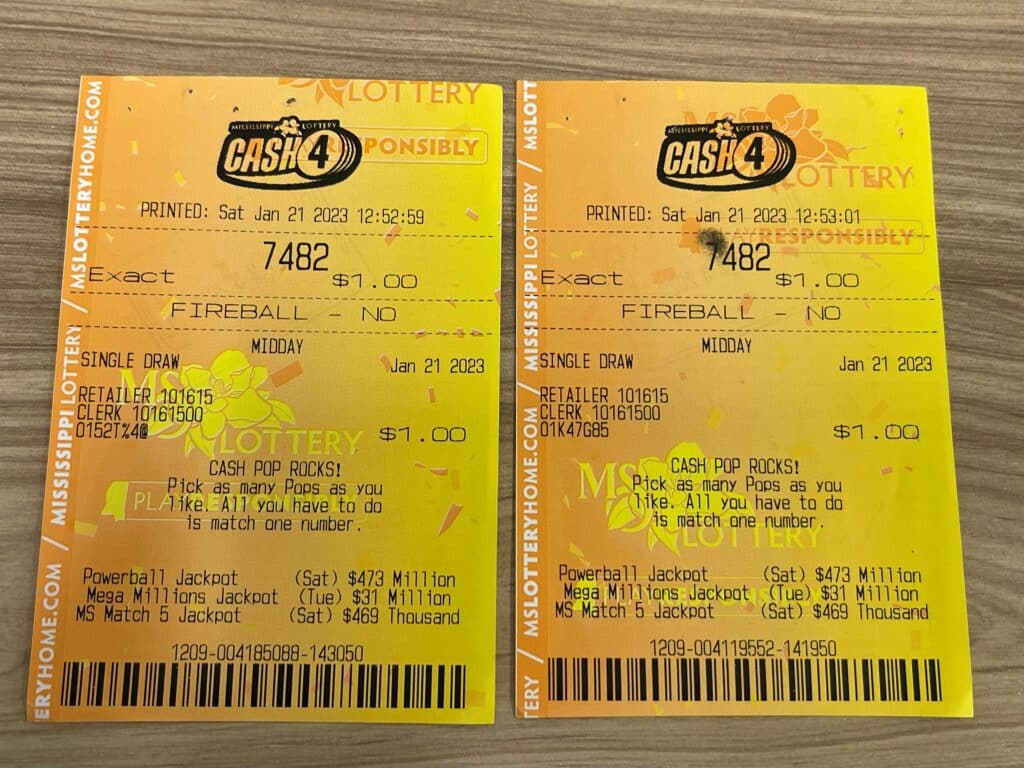 MS LOTTERY
MISSISSIPPI LOTTERY
CASH 4
RESPONSIBLY
PRINTED: Sat Jan 21 2023 12:52:59
7482
Exact $1.00
FIREBALL - NO
MIDDAY
SINGLE DRAW Jan 21 2023
RETAILER 101615
CLERK 10161500
0152T%4@ $1.00
MS LOTTERY
CASH POP ROCKS!
Pick as many Pops as you
like. All you have to do
is match one number.
Powerball Jackpot (Sat) $473 Million
Mega Millions Jackpot (Tue) $31 Million
MS Match 5 Jackpot (Sat) $469 Thousand
1209-004185088-143050
ERYHOME.COM / MISSISSIPPI LOTTERY / MSLOTTERYHOME.COM
MS LOTTERY
MISSISSIPPI LOTTERY
CASH 4
PRINTED: Sat Jan 21 2023 12:53:01
PLAYRESPONSIBLY
7482
Exact $1.00
FIREBALL - NO
MIDDAY
SINGLE DRAW Jan 21 2023
RETAILER 101615
CLERK 10161500
01K47G85 $1.00
CASH POP ROCKS!
MS LOTTERY
Pick as many Pops as you
like. All you have to do
is match one number.
Powerball Jackpot (Sat) $473 Million
Mega Millions Jackpot (Tue) $31 Million
MS Match 5 Jackpot (Sat) $469 Thousand
1209-004119552-141950
TERY / MSLOTTERYHOME.COM / MISSISSIPPI LOTTERY / MSLOTT